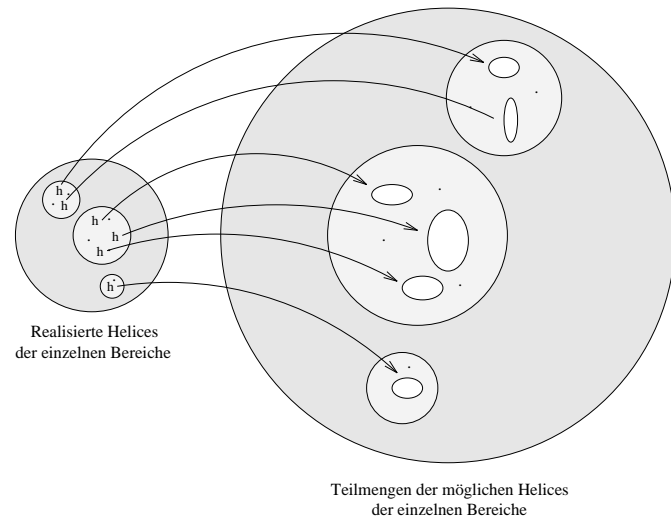 h
h
h
h
h
h
Realisierte Helices
der einzelnen Bereiche
Teilmengen der möglichen Helices
der einzelnen Bereiche